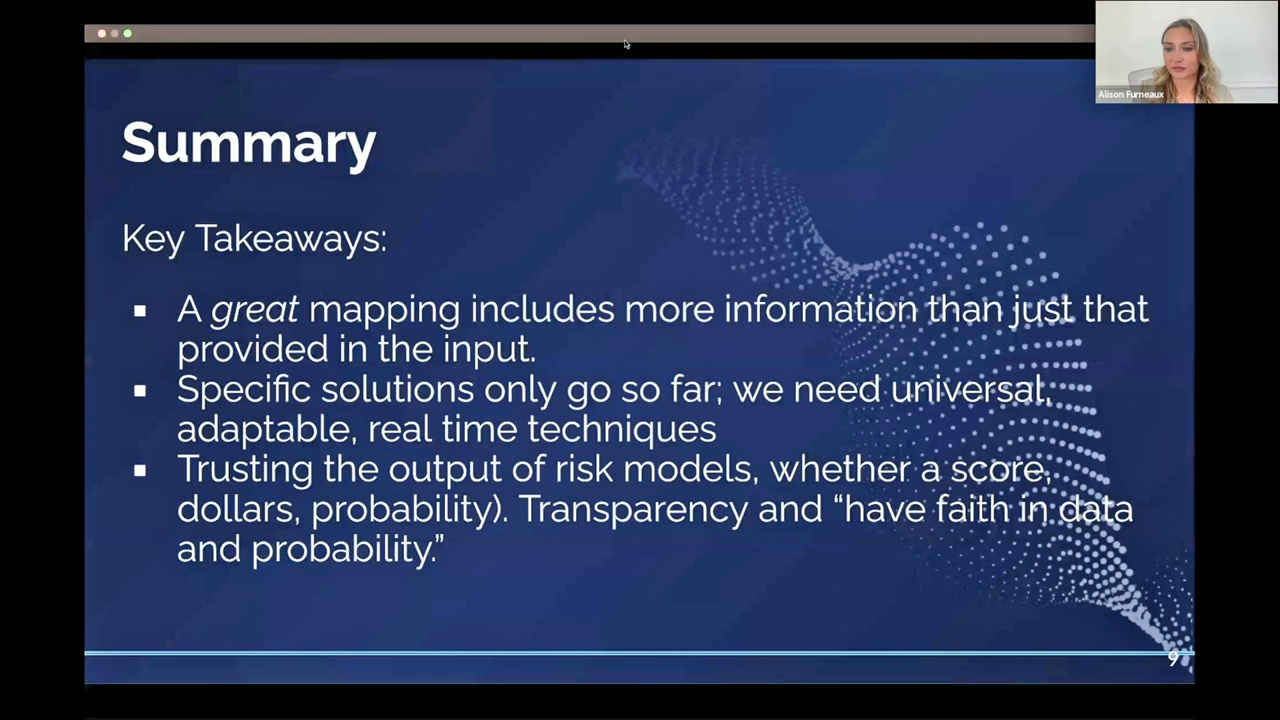 Alison Furneaux
Summary
Key Takeaways:
▪ A great mapping includes more information than just that
provided in the input.
▪ Specific solutions only go so far; we need universal,
adaptable, real time techniques
▪ Trusting the output of risk models, whether a score,
dollars, probability). Transparency and “have faith in data
and probability.”
9